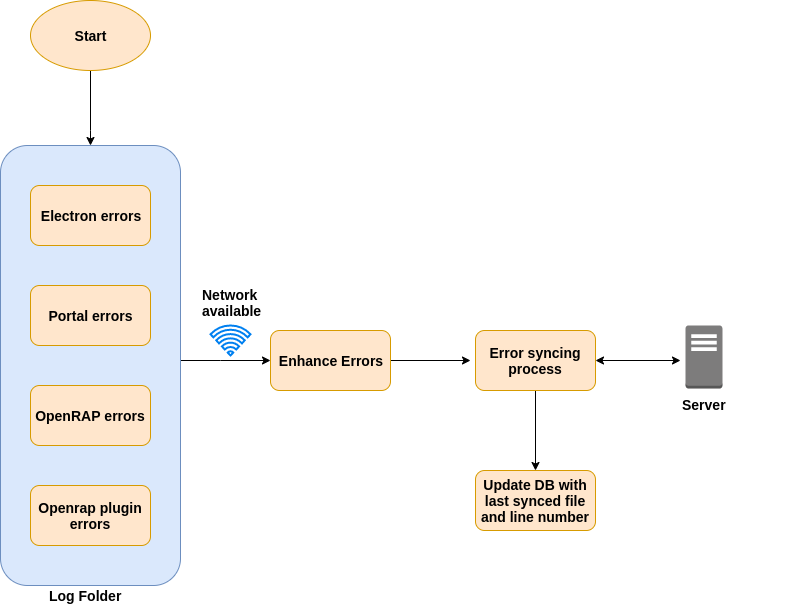 Start
Electron errors
Portal errors
OpenRAP errors
Openrap plugin
errors
Log Folder
Network
available
Enhance Errors
Error syncing
process
Server
Update DB with
last synced file
and line number